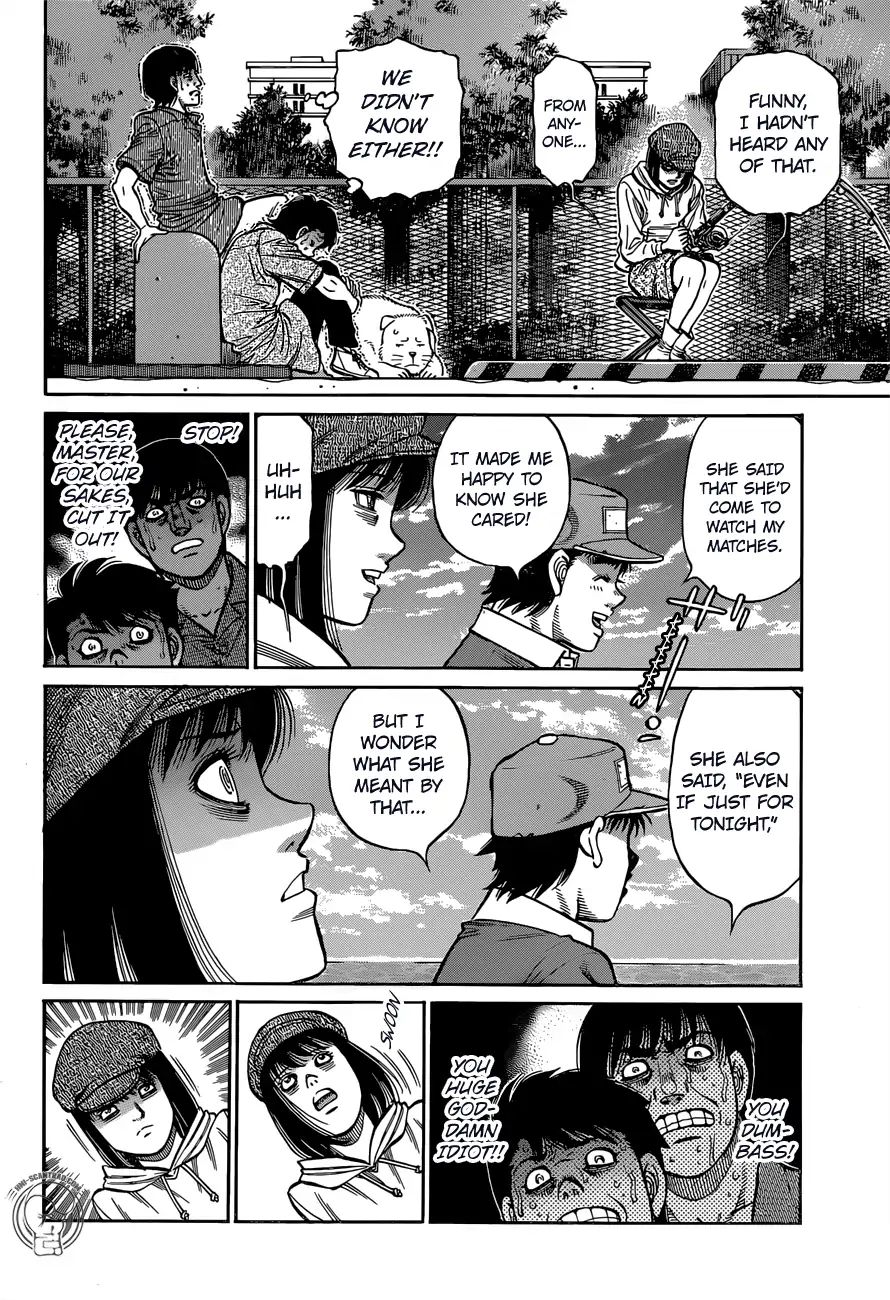 FUNNY,
I HADN'T
HEARD ANY
OF THAT.
FROM
ANY-
ONE...
WE
DIDN'T
KNOW
EITHER!!
SHE SAID
THAT SHE'D
COME TO
WATCH MY
MATCHES.
IT MADE ME
HAPPY TO
KNOW SHE
CARED!
UH-
HUH
...
STOP!
PLEASE,
MASTER,
FOR OUR
SAKES,
CUT IT
OUT!
SHE ALSO
SAID, "EVEN
IF JUST FOR
TONIGHT,"
BUT I
WONDER
WHAT SHE
MEANT BY
THAT...
YOU
DUM-
BASS!
YOU
HUGE
GOD-
DAMN
IDIOT!!
SWOON